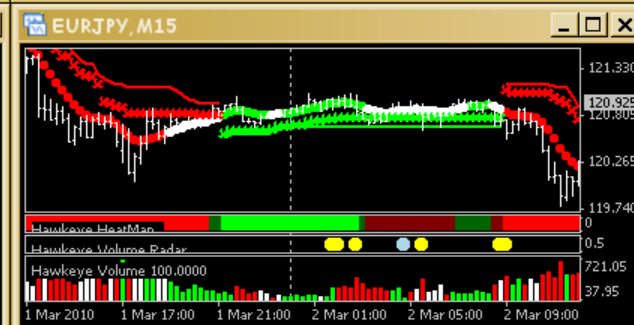 EURJPY,M15
121.330
120.925
120.805
120.265
119.740
Hawkeye HeatMap
0
Hawkeye Volume Radar
0.5
Hawkeye Volume 100.0000
721.05
37.95
1 Mar 2010 1 Mar 17:00 1 Mar 21:00 2 Mar 01:00 2 Mar 05:00 2 Mar 09:00